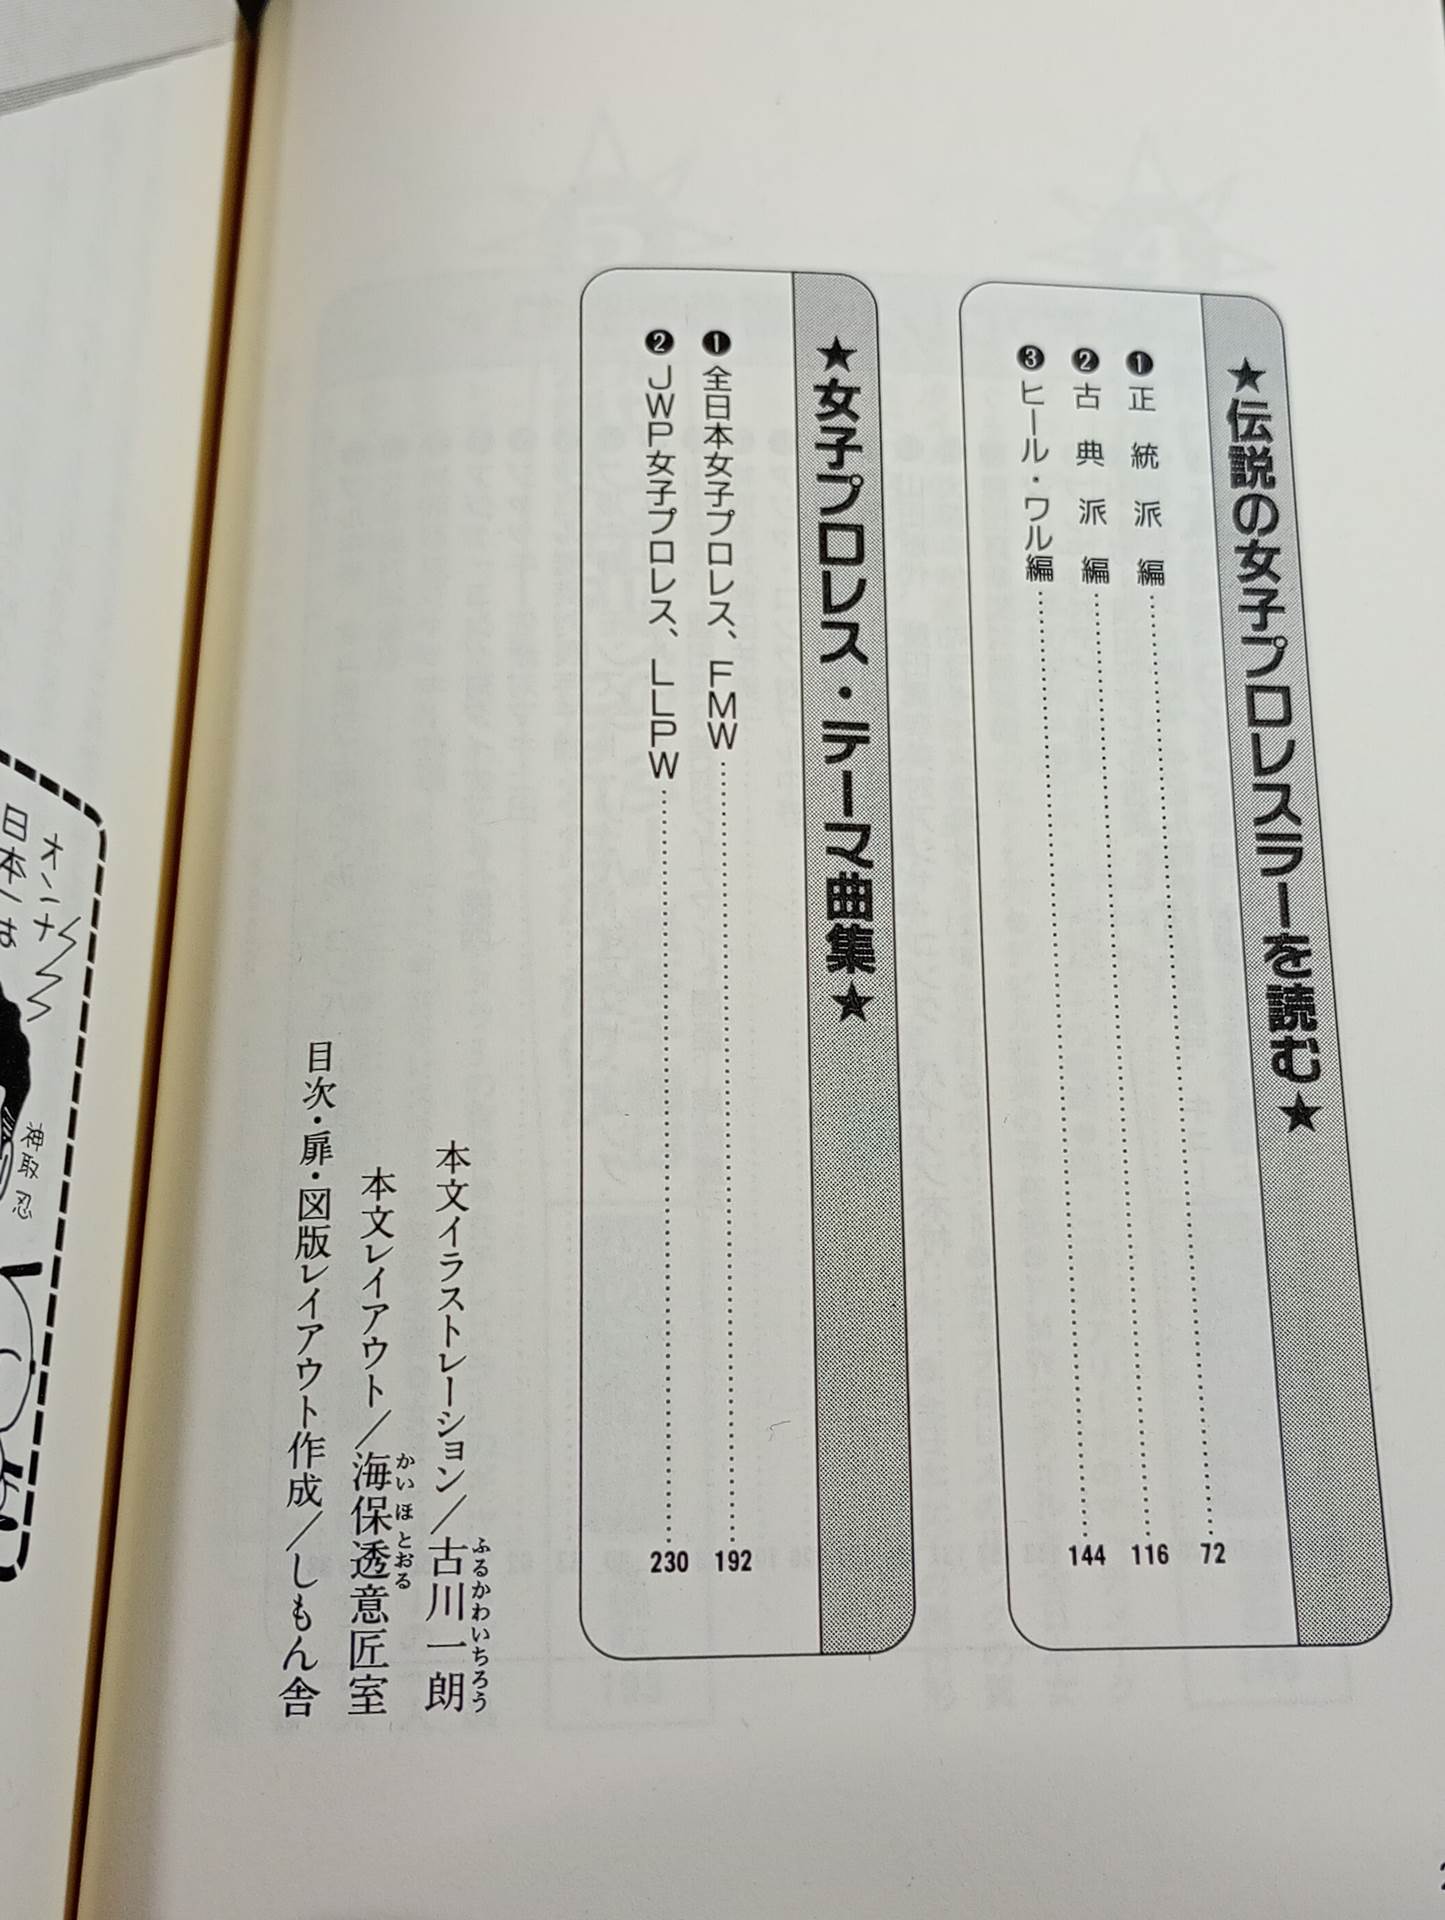 ★伝説の女子プロレスラーを読む★
❶正統派編……72
❷古典派編……116
❸ヒール・ワル編……144
★女子プロレス・テーマ曲集★
❶全日本女子プロレス、FMW……192
❷JWP女子プロレス、LLPW……230
本文イラストレーション／古川一朗
ふるかわいちろう
本文レイアウト／海保透意匠室
かいほとおる
目次・扉・図版レイアウト作成／しもん舎
オンナ
日本一は
神取忍